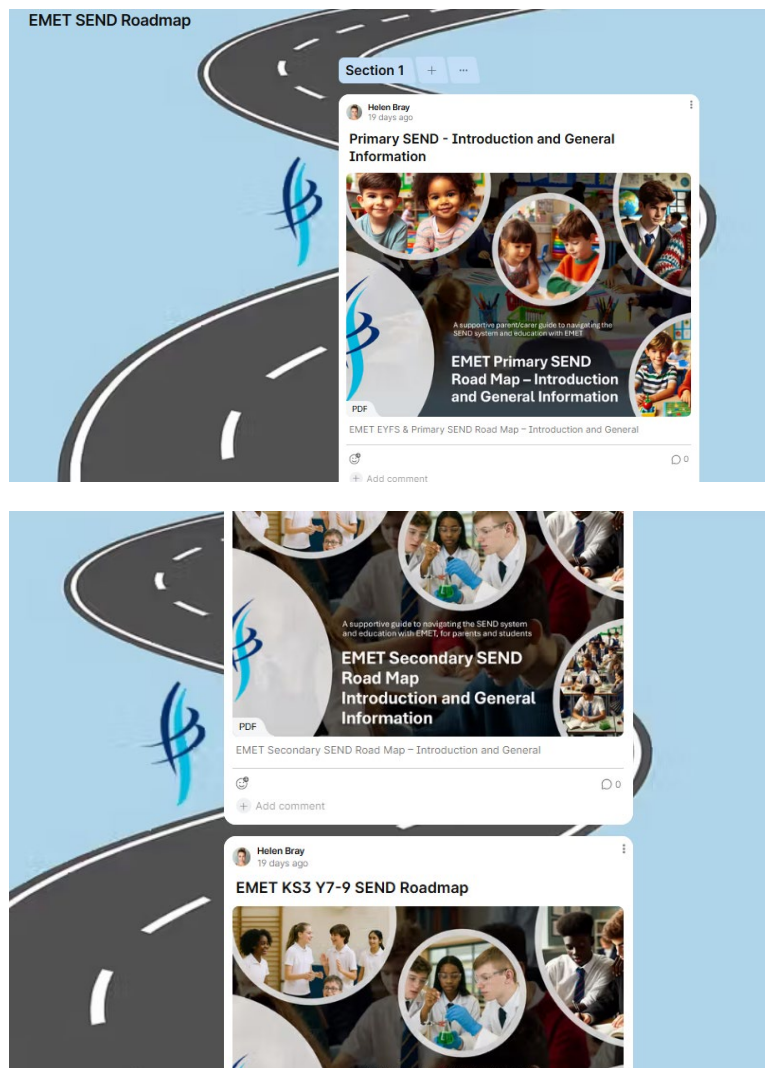 EMET SEND Roadmap
Section 1
Helen Bray
19 days ago
Primary SEND - Introduction and General
Information
A supportive parent/carer guide to navigating the
SEND system and education with EMET
EMET Primary SEND
Road Map – Introduction
and General Information
PDF
EMET EYFS & Primary SEND Road Map – Introduction and General
0
Add comment
A supportive guide to navigating the SEND system
and education with EMET, for parents and students
EMET Secondary SEND
Road Map
Introduction and General
Information
PDF
EMET Secondary SEND Road Map – Introduction and General
0
Add comment
Helen Bray
19 days ago
EMET KS3 Y7-9 SEND Roadmap